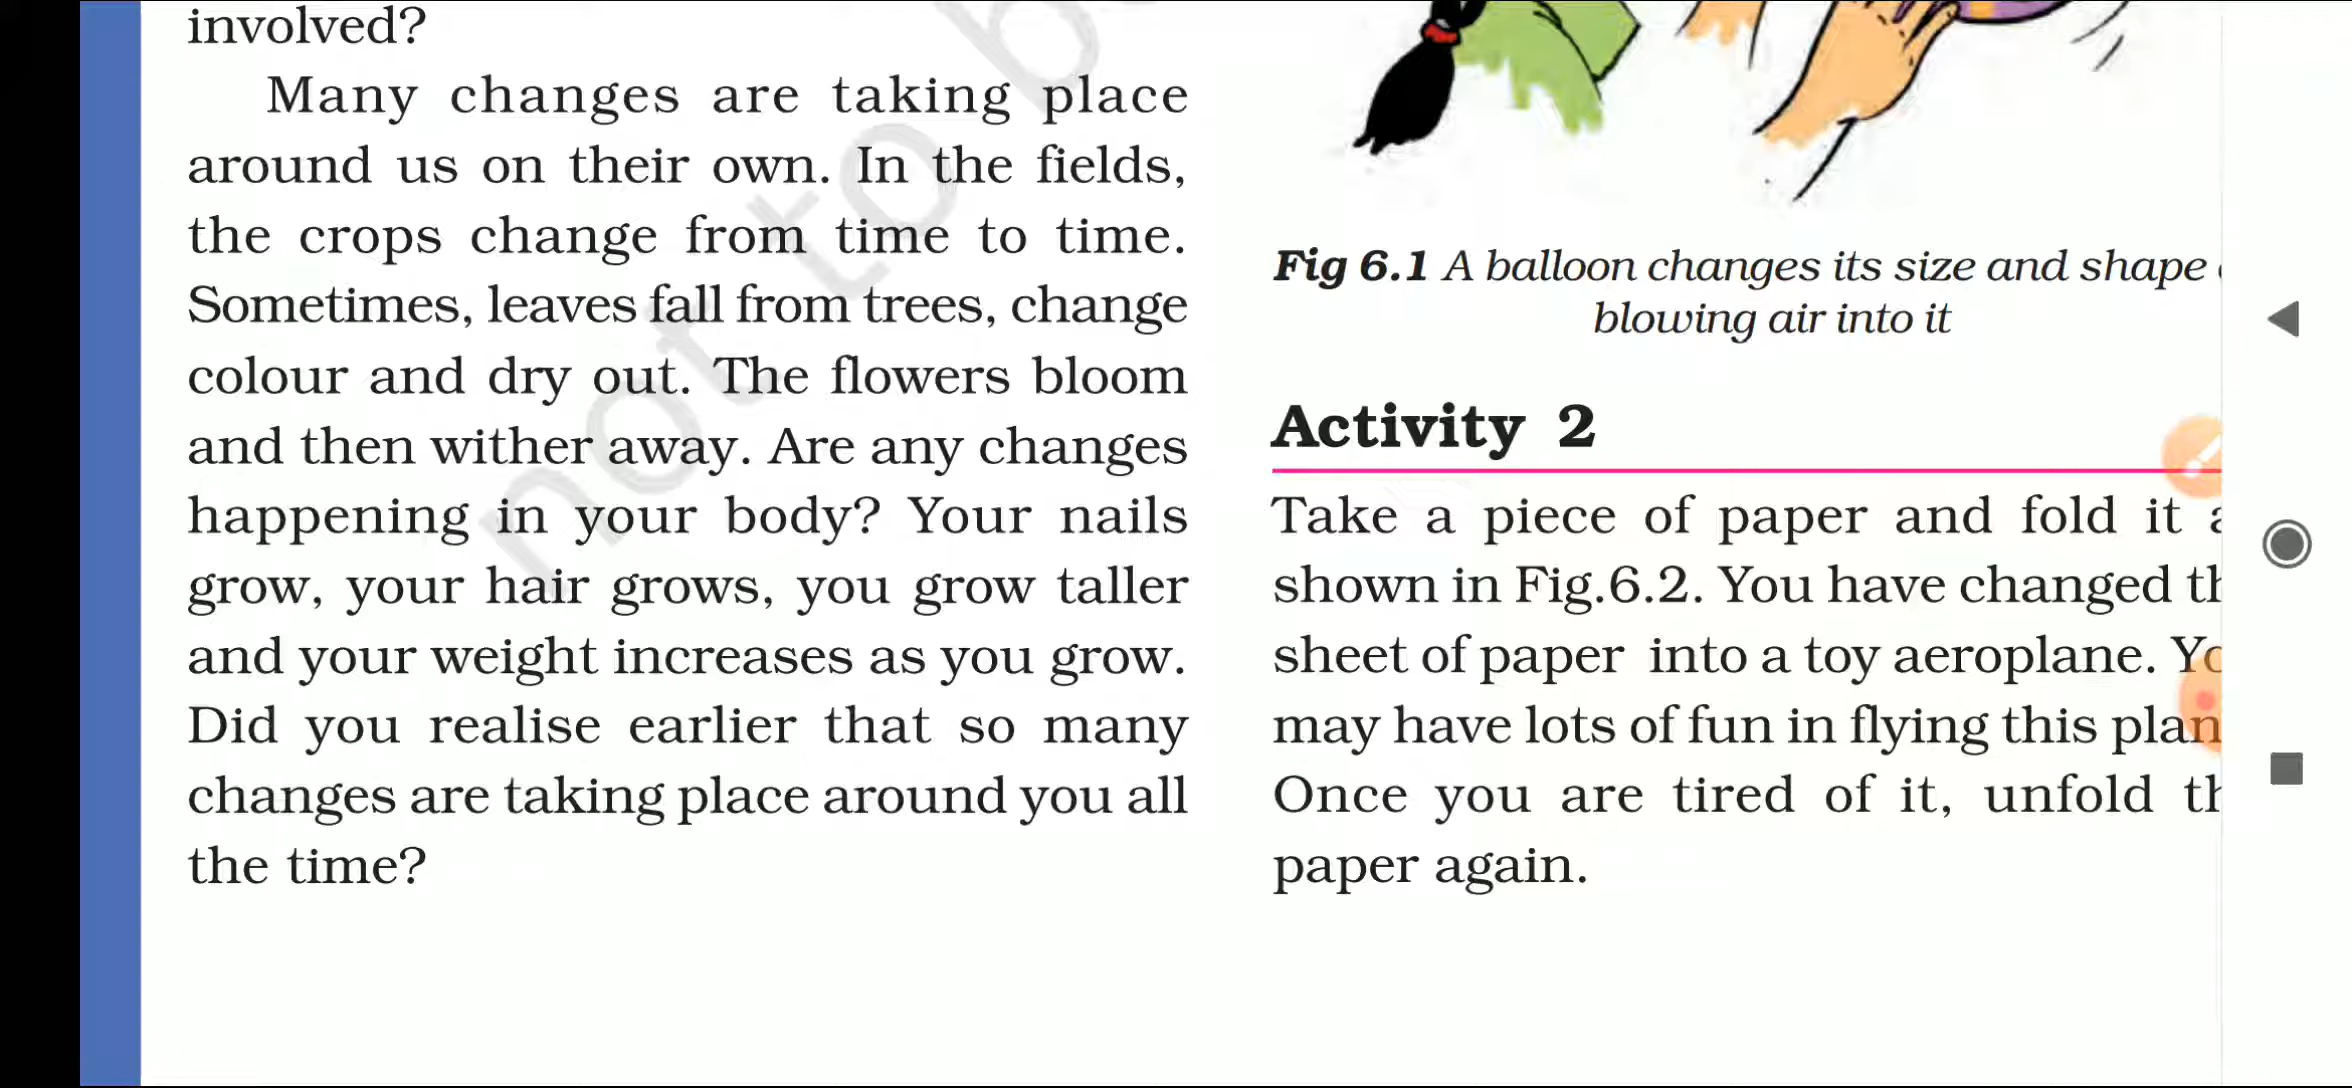 involved?
Many changes are taking place
around us on their own. In the fields,
the crops change from time to time.
Sometimes, leaves fall from trees, change
colour and dry out. The flowers bloom
and then wither away. Are any changes
happening in your body? Your nails
grow, your hair grows, you grow taller
and your weight increases as you grow.
Did you realise earlier that so many
changes are taking place around you all
the time?
Fig 6.1 A balloon changes its size and shape
blowing air into it
Activity 2
Take a piece of paper and fold it
shown in Fig.6.2. You have changed
sheet of paper into a toy aeroplane.
may have lots of fun in flying this
Once you are tired of it, unfold
paper again.
not to